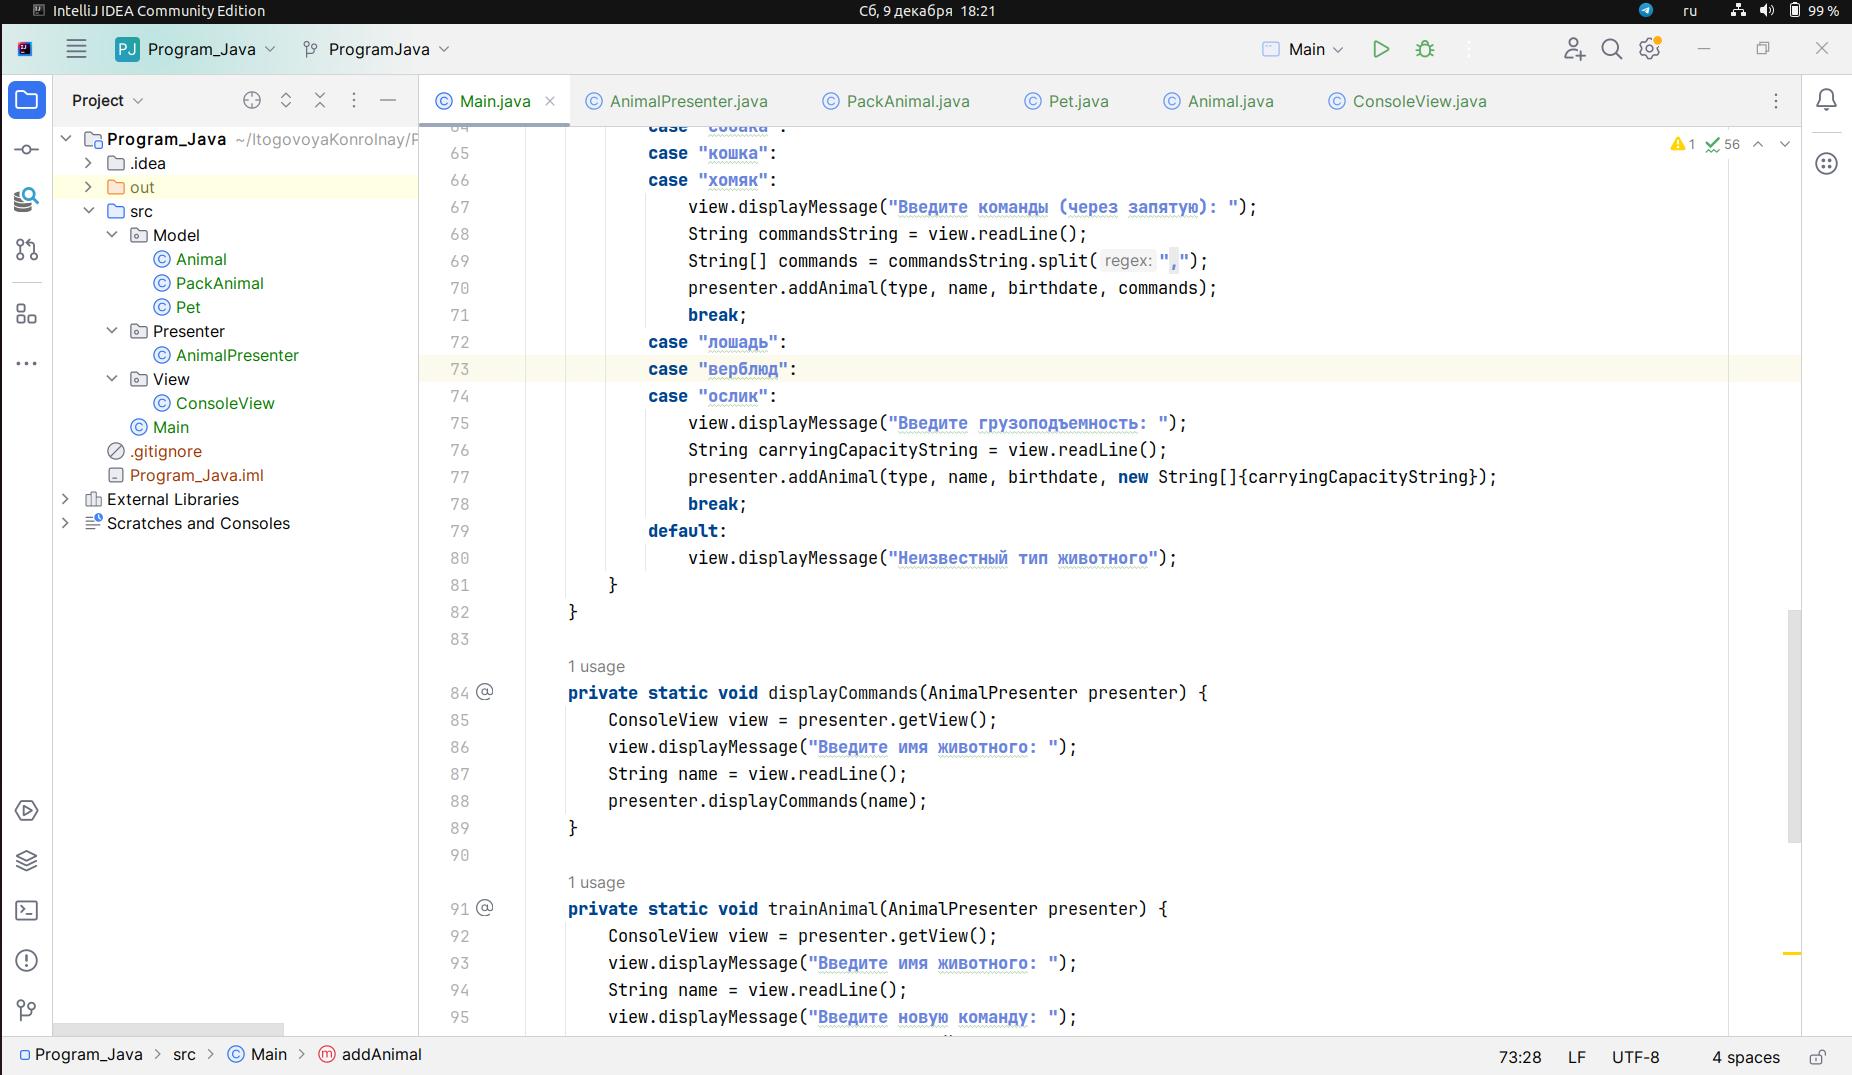 IntelliJ IDEA Community Edition
Сб, 9 декабря 18:21
ru
99 %
PJ Program_Java
ProgramJava
Main
Project
Main.java
AnimalPresenter.java
PackAnimal.java
Pet.java
Animal.java
ConsoleView.java
Program_Java ~/ItogovoyaKonrolnay/P
.idea
out
src
Model
Animal
PackAnimal
Pet
Presenter
AnimalPresenter
View
ConsoleView
Main
.gitignore
Program_Java.iml
External Libraries
Scratches and Consoles
1 56
64 case "собака":
65 case "кошка":
66 case "хомяк":
67 view.displayMessage("Введите команды (через запятую): ");
68 String commandsString = view.readLine();
69 String[] commands = commandsString.split( regex: ",");
70 presenter.addAnimal(type, name, birthdate, commands);
71 break;
72 case "лошадь":
73 case "верблюд":
74 case "ослик":
75 view.displayMessage("Введите грузоподъемность: ");
76 String carryingCapacityString = view.readLine();
77 presenter.addAnimal(type, name, birthdate, new String[]{carryingCapacityString});
78 break;
79 default:
80 view.displayMessage("Неизвестный тип животного");
81 }
82 }
83
1 usage
84 @ private static void displayCommands(AnimalPresenter presenter) {
85 ConsoleView view = presenter.getView();
86 view.displayMessage("Введите имя животного: ");
87 String name = view.readLine();
88 presenter.displayCommands(name);
89 }
90
1 usage
91 @ private static void trainAnimal(AnimalPresenter presenter) {
92 ConsoleView view = presenter.getView();
93 view.displayMessage("Введите имя животного: ");
94 String name = view.readLine();
95 view.displayMessage("Введите новую команду: ");
Program_Java > src > Main > addAnimal
73:28 LF UTF-8 4 spaces